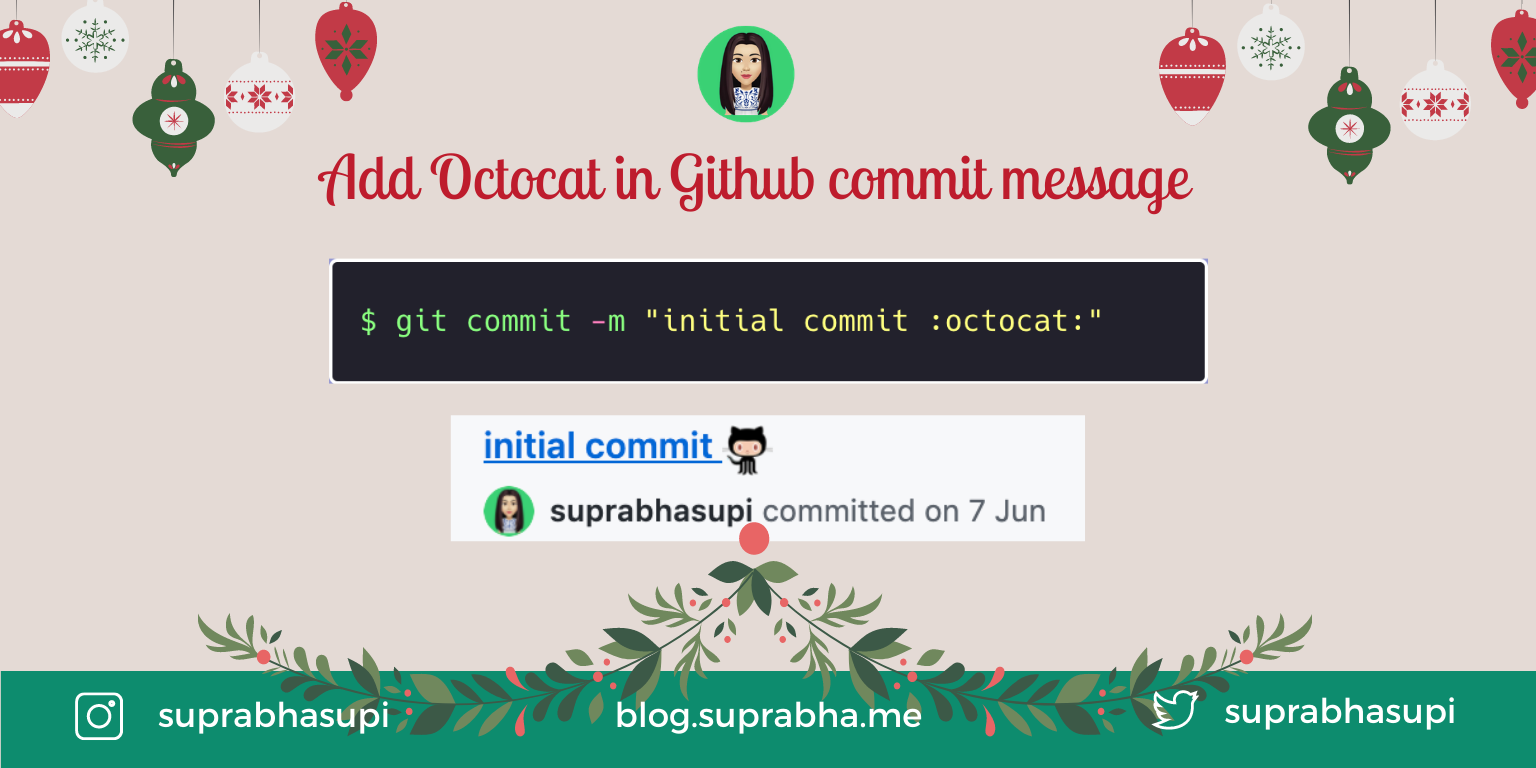 Add Octocat in Github commit message
$ git commit -m "initial commit :octocat:"
initial commit
suprabhasupi committed on 7 Jun
suprabhasupi
blog.suprabha.me
suprabhasupi